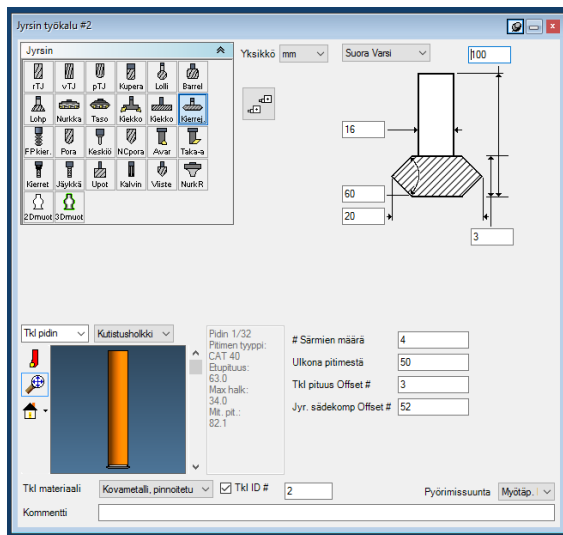 Jyrsin työkalu #2
Jyrsin
rTJ vTJ pTJ Kupera Lolli Barrel
Lohp Nurkka Taso Kiekko Kiekko Kierrej.
FP kier. Pora Keskiö NCpora Avar Taka-a
Kierret Jäykkä Upot Kalvin Viiste Nurk R
2Dmuot 3Dmuot
Yksikkö mm Suora Varsi 100
16
60
20
3
Tkl pidin Kutistusholkki
Pidin 1/32
Pitimen tyyppi:
CAT 40
Etupituus:
63.0
Max halk:
34.0
Mit. pit.:
82.1
# Särmien määrä 4
Ulkona pitimestä 50
Tkl pituus Offset # 3
Jyr. sädekomp Offset # 52
Tkl materiaali Kovametalli, pinnoitetu Tkl ID # 2 Pyörimissuunta Myötäp.
Kommentti